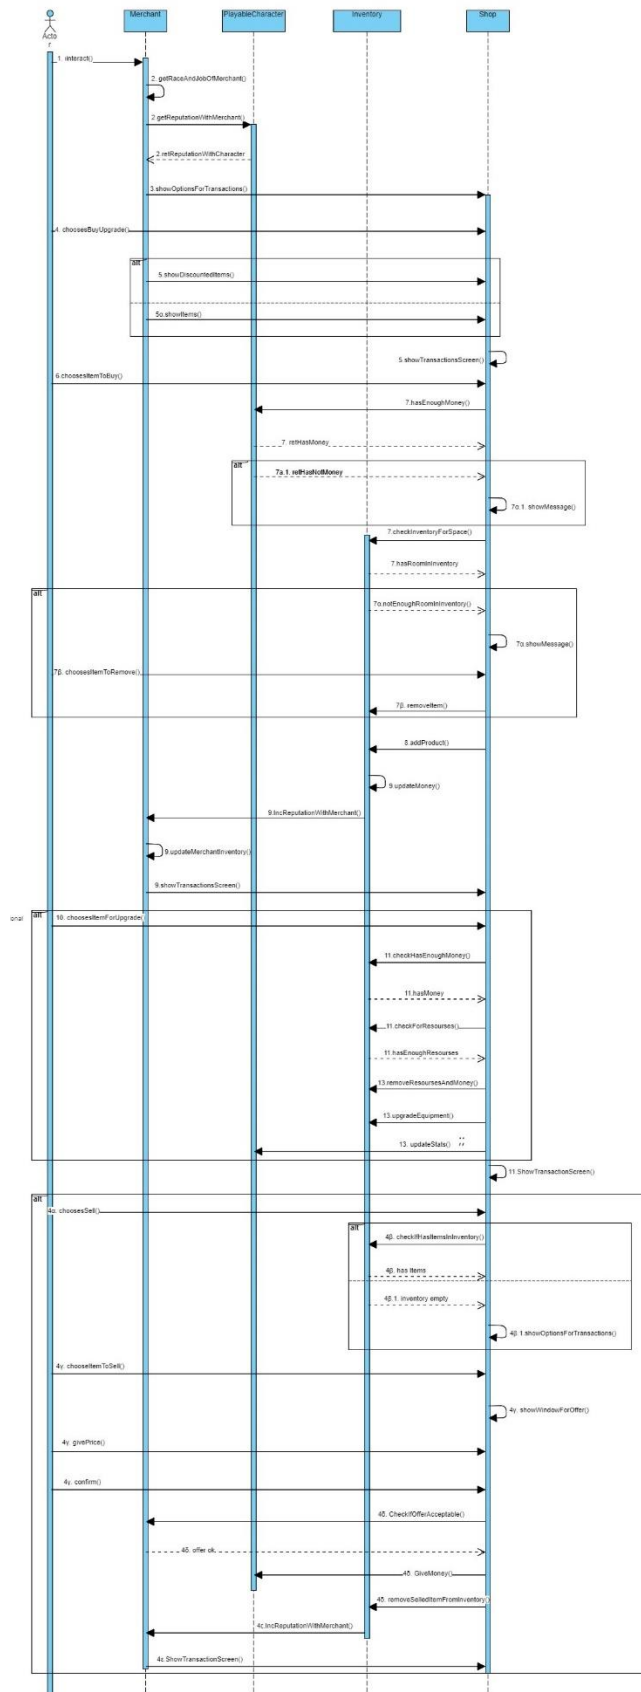 Merchant
PlayableCharacter
Inventory
Shop
Acto
r
1. interact()
2. getRaceAndJobOfMerchant()
2.getReputationWithMerchant()
2.retReputationWithCharacter
3.showOptionsForTransactions()
4. choosesBuyUpgrade()
alt
5.showDiscountedItems()
5α.showItems()
5.showTransactionsScreen()
6.choosesItemToBuy()
7.hasEnoughMoney()
7. retHasMoney
alt
7a.1. retHasNotMoney
7α.1. showMessage()
7.checkInventoryForSpace()
7.hasRoomInInventory
alt
7α.notEnoughRoomInInventory()
7α.showMessage()
7β. choosesItemToRemove()
7β. removeItem()
8.addProduct()
9.updateMoney()
9.IncReputationWithMerchant()
9.updateMerchantInventory()
9.showTransactionsScreen()
onal
alt
10. choosesItemForUpgrade()
11.checkHasEnoughMoney()
11.hasMoney
11.checkForResourses()
11.hasEnoughResourses
13.removeResoursesAndMoney()
13.upgradeEquipment()
13. updateStats() ;;
11.ShowTransactionScreen()
alt
4α. choosesSell()
alt
4β. checkIfHasItemsInInventory()
4β. has items
4β.1. inventory empty
4β.1.showOptionsForTransactions()
4γ. chooseItemToSell()
4γ. showWindowForOffer()
4γ. givePrice()
4γ. confirm()
4δ. CheckIfOfferAcceptable()
4δ. offer ok
4δ. GiveMoney()
4δ. removeSelledItemFromInventory()
4ε.IncReputationWithMerchant()
4ε.ShowTransactionScreen()